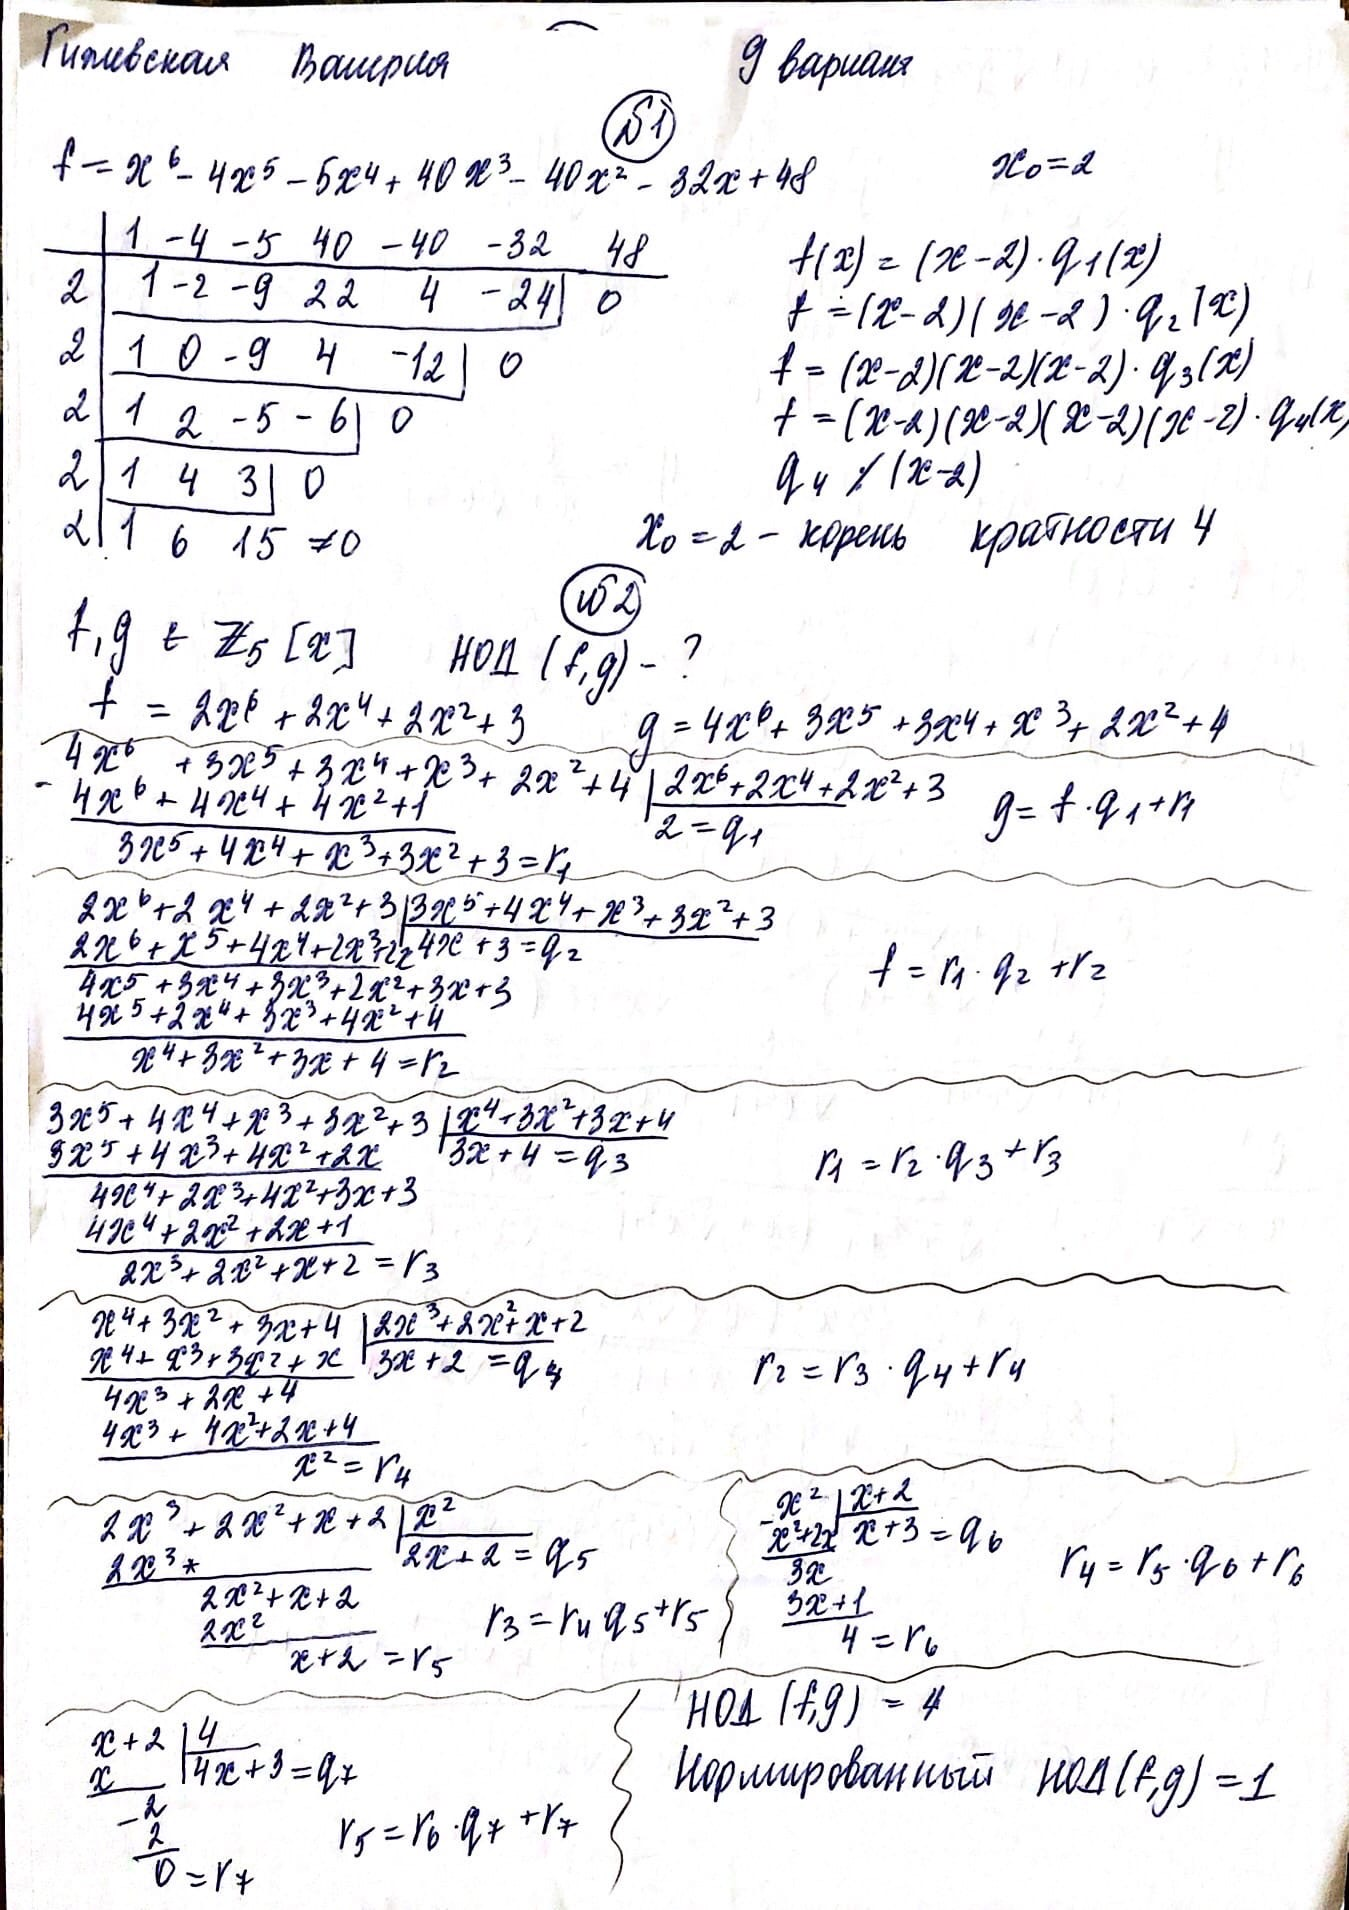 Гижевская Валерия 9 вариант
№1
f = x⁶ - 4x⁵ - 5x⁴ + 40x³ - 40x² - 32x + 48 x₀ = 2
1 -4 -5 40 -40 -32 48
2 1 -2 -9 22 4 -24 0
2 1 0 -9 4 -12 0
2 1 2 -5 -6 0
2 1 4 3 0
2 1 6 15 ≠ 0
f(x) = (x-2) · q₁(x)
f = (x-2)(x-2) · q₂(x)
f = (x-2)(x-2)(x-2) · q₃(x)
f = (x-2)(x-2)(x-2)(x-2) · q₄(x)
q₄ ⁒ (x-2)
x₀ = 2 - корень кратности 4
№2
f, g ∈ ℤ₅ [x] НОД (f,g) - ?
f = 2x⁶ + 2x⁴ + 2x² + 3 g = 4x⁶ + 3x⁵ + 3x⁴ + x³ + 2x² + 4
4x⁶ + 3x⁵ + 3x⁴ + x³ + 2x² + 4 | 2x⁶ + 2x⁴ + 2x² + 3
- 4x⁶ + 4x⁴ + 4x² + 1 2 = q₁ g = f · q₁ + r₁
3x⁵ + 4x⁴ + x³ + 3x² + 3 = r₁
2x⁶ + 2x⁴ + 2x² + 3 | 3x⁵ + 4x⁴ + x³ + 3x² + 3
2x⁶ + x⁵ + 4x⁴ + 2x³ + 2x 4x + 3 = q₂ f = r₁ · q₂ + r₂
4x⁵ + 3x⁴ + 3x³ + 2x² + 3x + 3
4x⁵ + 2x⁴ + 3x³ + 4x² + 4
x⁴ + 3x² + 3x + 4 = r₂
3x⁵ + 4x⁴ + x³ + 3x² + 3 | x⁴ + 3x² + 3x + 4
3x⁵ + 4x³ + 4x² + 2x 3x + 4 = q₃ r₁ = r₂ · q₃ + r₃
4x⁴ + 2x³ + 4x² + 3x + 3
4x⁴ + 2x² + 2x + 1
2x³ + 2x² + x + 2 = r₃
x⁴ + 3x² + 3x + 4 | 2x³ + 2x² + x + 2
x⁴ + x³ + 3x² + x 3x + 2 = q₄ r₂ = r₃ · q₄ + r₄
4x³ + 2x + 4
4x³ + 4x² + 2x + 4
x² = r₄
2x³ + 2x² + x + 2 | x²
2x³ 2x + 2 = q₅
2x² + x + 2
2x² r₃ = r₄ · q₅ + r₅
x + 2 = r₅
- x² | x + 2
x² + 2x x + 3 = q₆ r₄ = r₅ · q₆ + r₆
3x
3x + 1
4 = r₆
x + 2 | 4
x 4x + 3 = q₇
- 2
2 r₅ = r₆ · q₇ + r₇
0 = r₇
НОД (f,g) = 4
Нормированный НОД (f,g) = 1